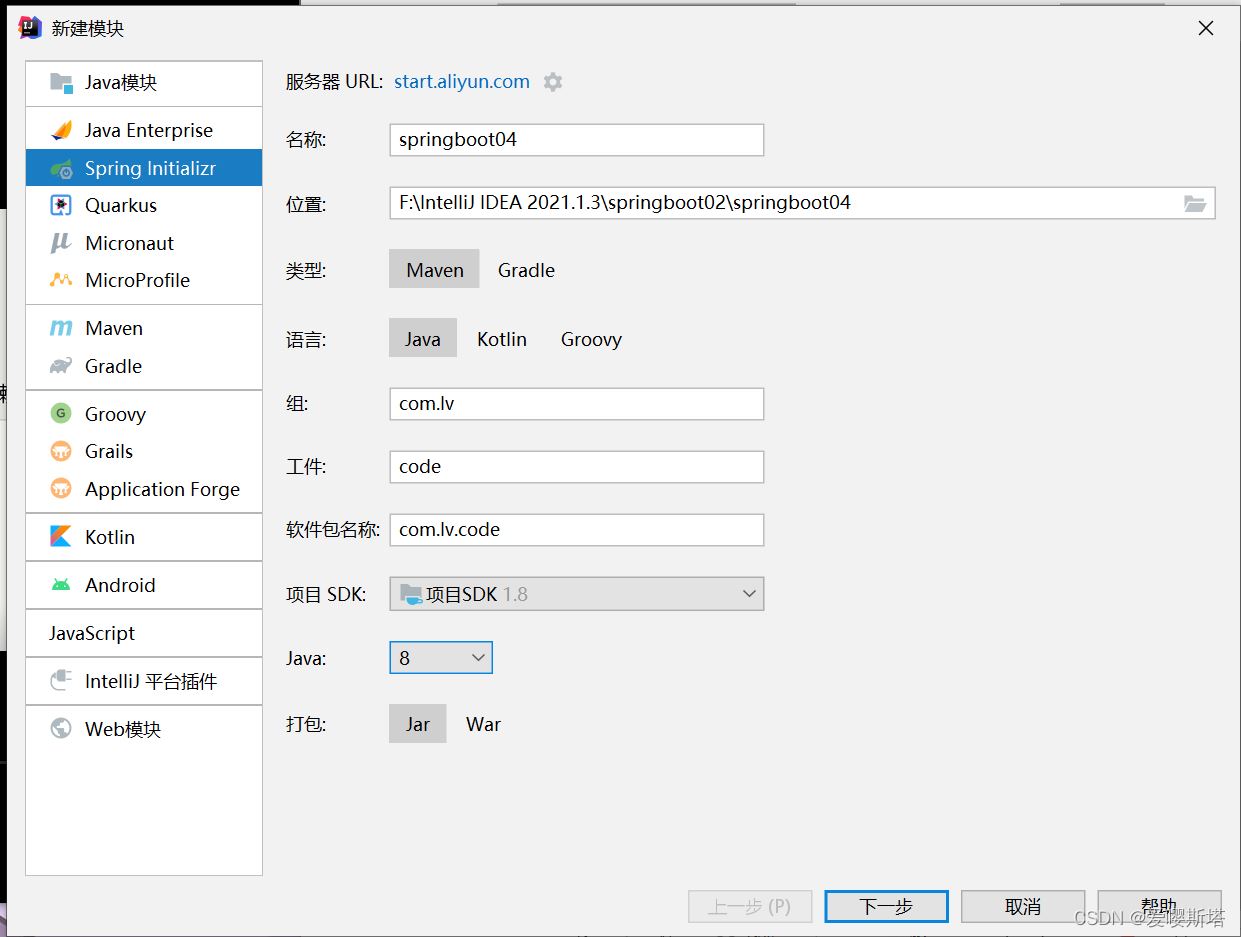 新建模块
Java模块
Java Enterprise
Spring Initializr
Quarkus
Micronaut
MicroProfile
Maven
Gradle
Groovy
Grails
Application Forge
Kotlin
Android
JavaScript
IntelliJ 平台插件
Web模块
服务器 URL: start.aliyun.com
名称: springboot04
位置: F:\IntelliJ IDEA 2021.1.3\springboot02\springboot04
类型: Maven Gradle
语言: Java Kotlin Groovy
组: com.lv
工件: code
软件包名称: com.lv.code
项目 SDK: 项目SDK 1.8
Java: 8
打包: Jar War
上一步 (P) 下一步 取消 帮助
CSDN @爱嘤斯塔